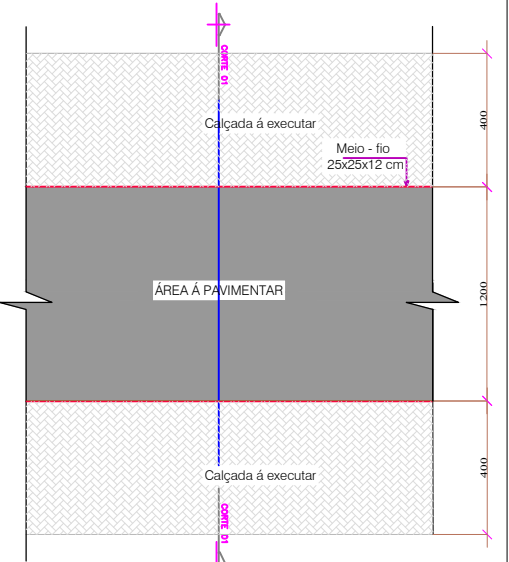 CORTE 01
Calçada á executar
400
Meio - fio
25x25x12 cm
ÁREA Á PAVIMENTAR
1200
400
Calçada á executar
CORTE 01